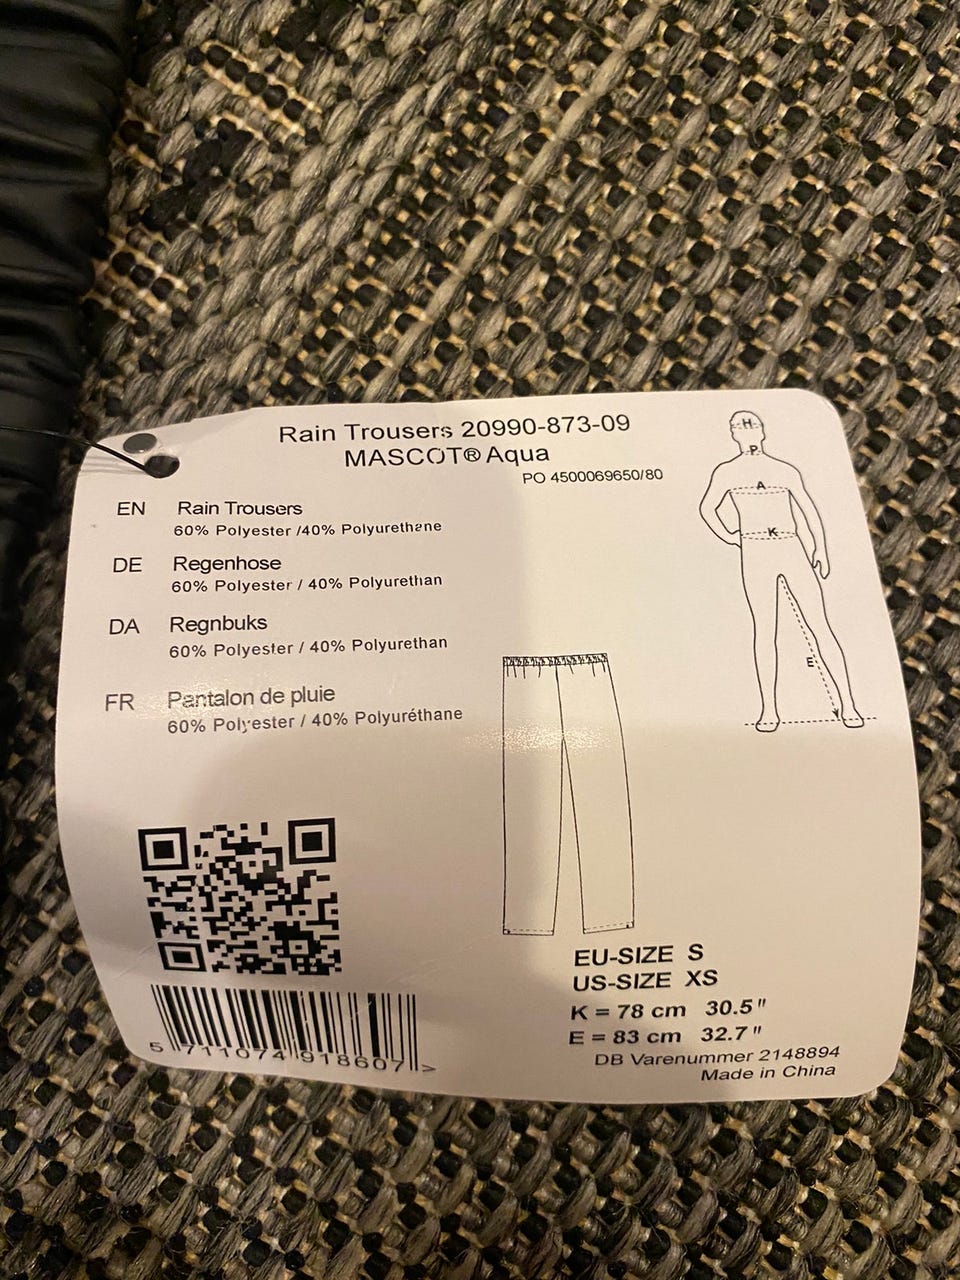 Rain Trousers 20990-873-09
MASCOT® Aqua
PO 4500069650/80
EN Rain Trousers
60% Polyester /40% Polyurethane
DE Regenhose
60% Polyester / 40% Polyurethan
DA Regnbuks
60% Polyester / 40% Polyurethan
FR Pantalon de pluie
60% Polyester / 40% Polyuréthane
H
P
A
K
E
EU-SIZE S
US-SIZE XS
K = 78 cm 30.5"
E = 83 cm 32.7"
DB Varenummer 2148894
Made in China
5 711074 918607 >